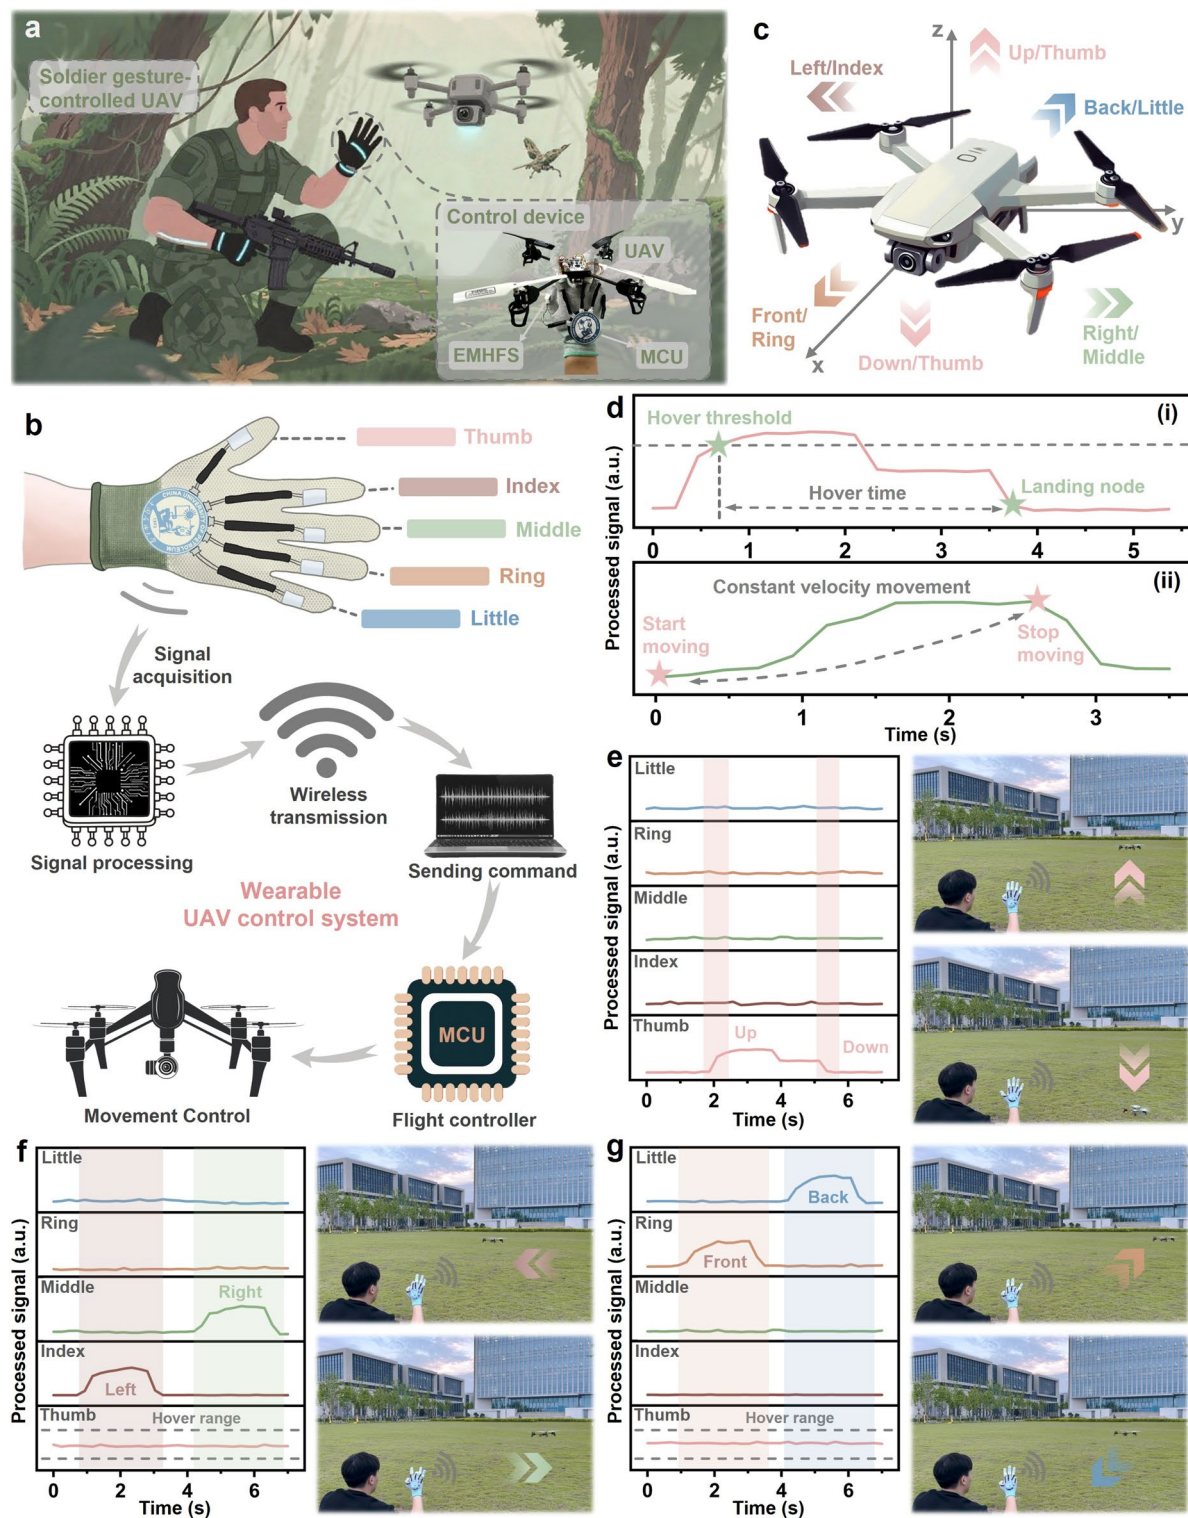 a
Soldier gesture-
controlled UAV
Control device
UAV
EMHFS
MCU
c
z
Up/Thumb
Left/Index
Back/Little
y
Front/
Ring
x
Down/Thumb
Right/
Middle
b
Thumb
Index
Middle
Ring
Little
Signal
acquisition
Signal processing
Wireless
transmission
Sending command
Wearable
UAV control system
MCU
Flight controller
Movement Control
d
Processed signal (a.u.)
(i)
Hover threshold
Hover time
Landing node
0 1 2 3 4 5
(ii)
Constant velocity movement
Start
moving
Stop
moving
0 1 2 3
Time (s)
e
Processed signal (a.u.)
Little
Ring
Middle
Index
Thumb
Up
Down
0 2 4 6
Time (s)
f
Processed signal (a.u.)
Little
Ring
Middle
Right
Index
Left
Thumb
Hover range
0 2 4 6
Time (s)
g
Processed signal (a.u.)
Little
Back
Ring
Front
Middle
Index
Thumb
Hover range
0 2 4 6
Time (s)